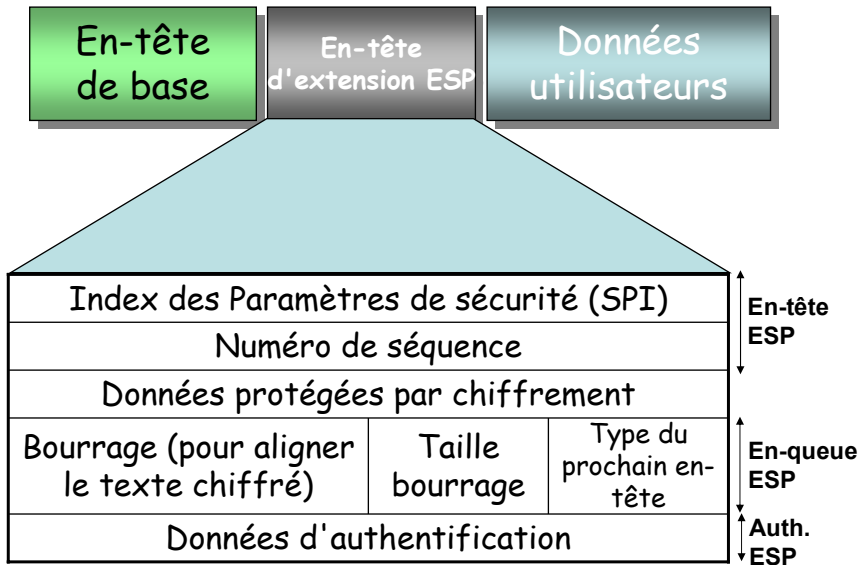 En-tête
de base
En-tête
d'extension ESP
Données
utilisateurs
Index des Paramètres de sécurité (SPI)
Numéro de séquence
En-tête
ESP
Données protégées par chiffrement
Bourrage (pour aligner
le texte chiffré)
Taille
bourrage
Type du
prochain en-
tête
En-queue
ESP
Données d'authentification
Auth.
ESP